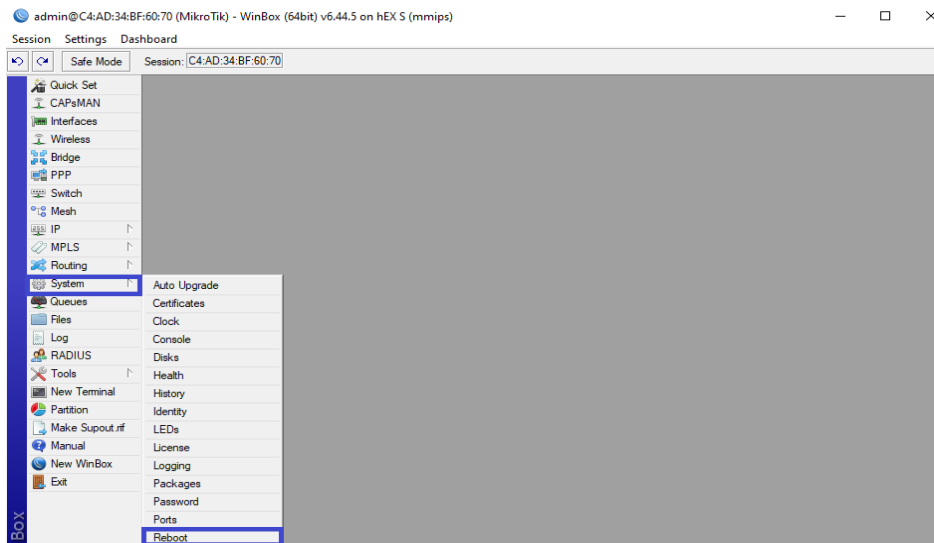 admin@C4:AD:34:BF:60:70 (MikroTik) - WinBox (64bit) v6.44.5 on hEX S (mmips)
Session Settings Dashboard
Safe Mode Session: C4:AD:34:BF:60:70
Quick Set
CAPsMAN
Interfaces
Wireless
Bridge
PPP
Switch
Mesh
IP
MPLS
Routing
System
Queues
Files
Log
RADIUS
Tools
New Terminal
Partition
Make Supout.rif
Manual
New WinBox
Exit
Auto Upgrade
Certificates
Clock
Console
Disks
Health
History
Identity
LEDs
License
Logging
Packages
Password
Ports
Reboot
Box